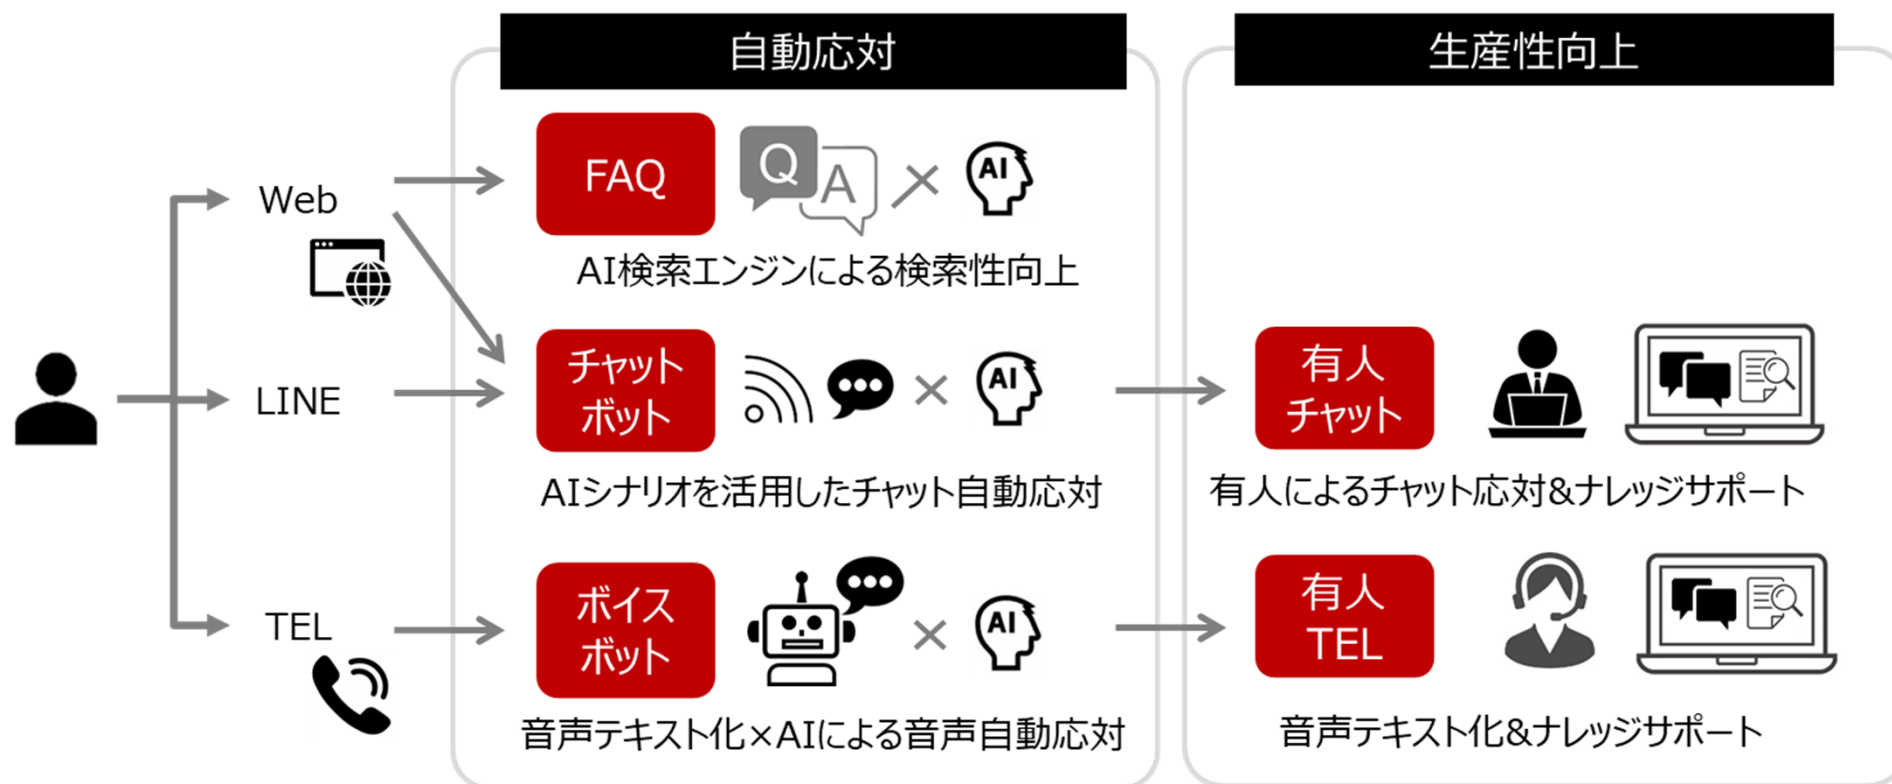 自動応対
生産性向上
Web
LINE
TEL
FAQ
Q
A
AI
AI検索エンジンによる検索性向上
チャット
ボット
AI
AIシナリオを活用したチャット自動応対
ボイス
ボット
AI
音声テキスト化×AIによる音声自動応対
有人
チャット
有人によるチャット応対&ナレッジサポート
有人
TEL
音声テキスト化&ナレッジサポート